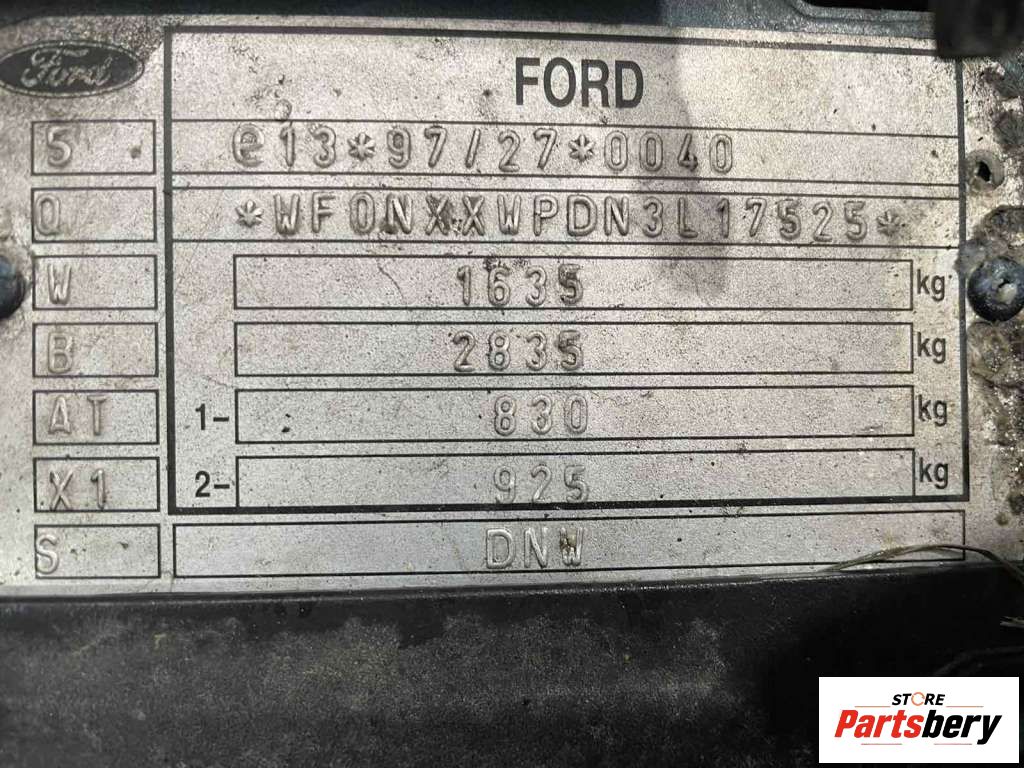 Ford
FORD
5 e13*97/27*0040
Q *WF0NXXWPDN3L17525*
W 1635 kg
B 2835 kg
AT 1- 830 kg
X1 2- 925 kg
S DNW
STORE
Partsbery